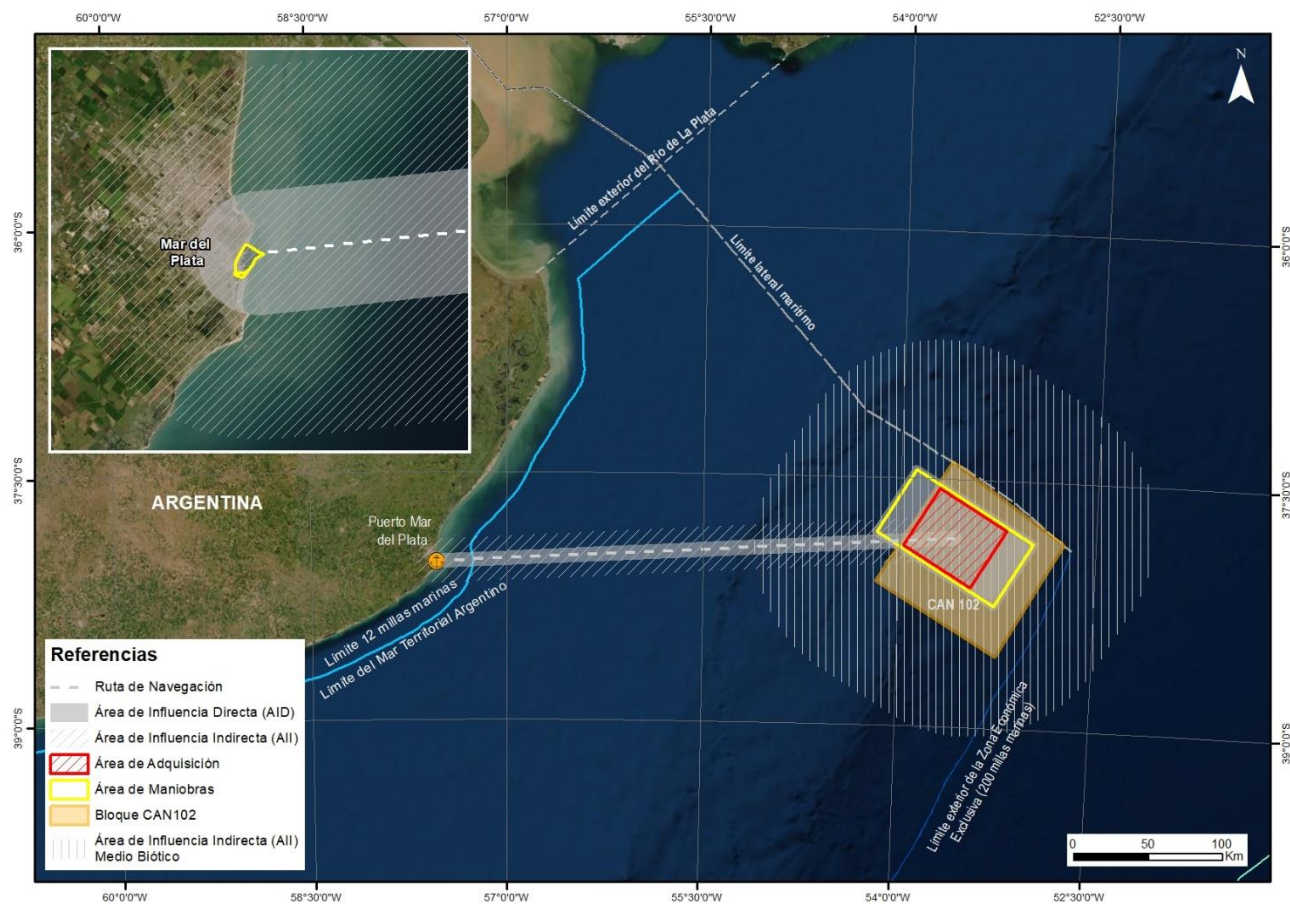 60°0'0"W 58°30'0"W 57°0'0"W 55°30'0"W 54°0'0"W 52°30'0"W
N
Límite exterior del Río de La Plata
36°0'0"S
36°0'0"S
Mar del
Plata
Límite lateral marítimo
37°30'0"S
37°30'0"S
ARGENTINA
Puerto Mar
del Plata
CAN 102
Límite 12 millas marinas
Límite del Mar Territorial Argentino
Límite exterior de la Zona Económica
Exclusiva (200 millas marinas)
39°0'0"S
39°0'0"S
Referencias
Ruta de Navegación
Área de Influencia Directa (AID)
Área de Influencia Indirecta (AII)
Área de Adquisición
Área de Maniobras
Bloque CAN102
Área de Influencia Indirecta (AII)
Medio Biótico
0 50 100
Km
60°0'0"W 58°30'0"W 57°0'0"W 55°30'0"W 54°0'0"W 52°30'0"W